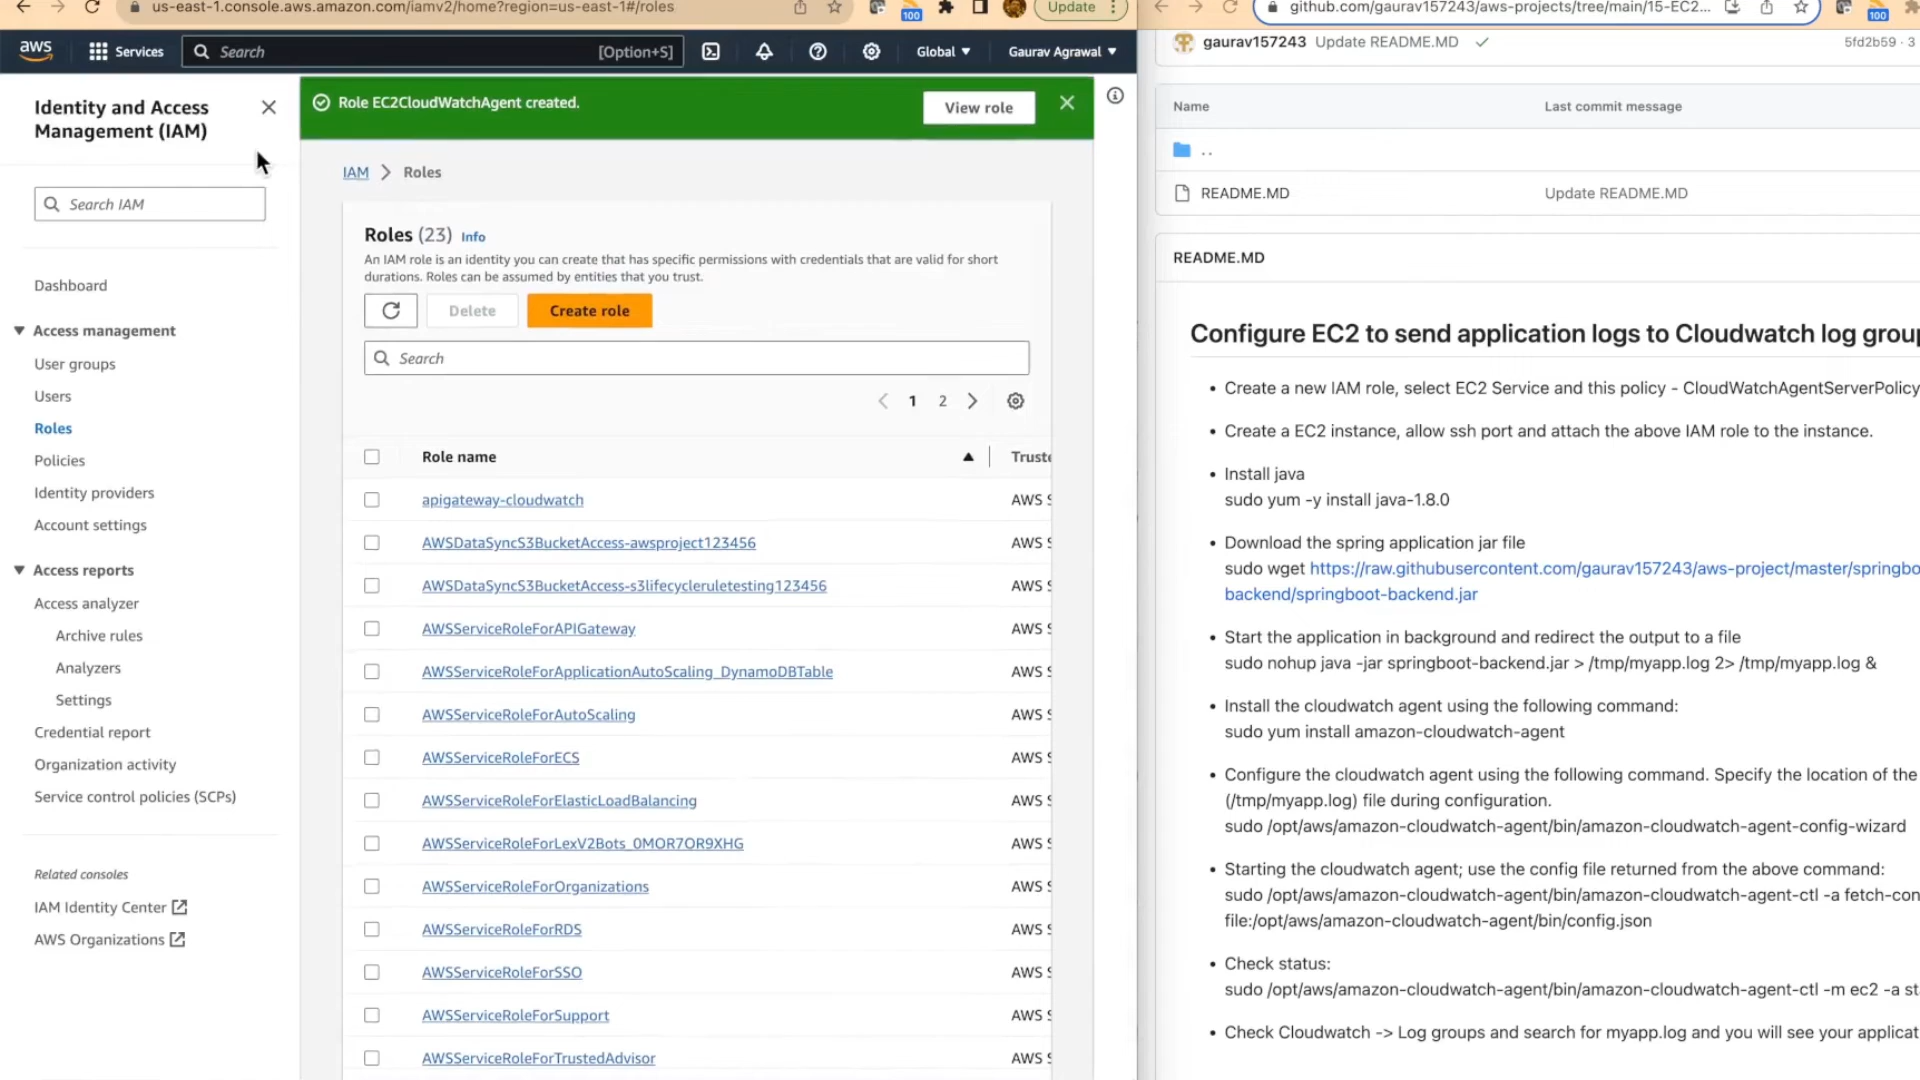 us-east-1.console.aws.amazon.com/iamv2/home?region=us-east-1#/roles
100
Update
aws
Services
Search
[Option+S]
Global
Gaurav Agrawal
Identity and Access
Management (IAM)
Search IAM
Dashboard
Access management
User groups
Users
Roles
Policies
Identity providers
Account settings
Access reports
Access analyzer
Archive rules
Analyzers
Settings
Credential report
Organization activity
Service control policies (SCPs)
Related consoles
IAM Identity Center
AWS Organizations
Role EC2CloudWatchAgent created.
View role
IAM > Roles
Roles (23) Info
An IAM role is an identity you can create that has specific permissions with credentials that are valid for short
durations. Roles can be assumed by entities that you trust.
Delete
Create role
Search
1 2
Role name
Truste
apigateway-cloudwatch
AWS S
AWSDataSyncS3BucketAccess-awsproject123456
AWS S
AWSDataSyncS3BucketAccess-s3lifecycleruletesting123456
AWS S
AWSServiceRoleForAPIGateway
AWS S
AWSServiceRoleForApplicationAutoScaling_DynamoDBTable
AWS S
AWSServiceRoleForAutoScaling
AWS S
AWSServiceRoleForECS
AWS S
AWSServiceRoleForElasticLoadBalancing
AWS S
AWSServiceRoleForLexV2Bots_0MOR7OR9XHG
AWS S
AWSServiceRoleForOrganizations
AWS S
AWSServiceRoleForRDS
AWS S
AWSServiceRoleForSSO
AWS S
AWSServiceRoleForSupport
AWS S
AWSServiceRoleForTrustedAdvisor
AWS S
github.com/gaurav157243/aws-projects/tree/main/15-EC2...
100
gaurav157243 Update README.MD
5fd2b59 · 3
Name
Last commit message
..
README.MD
Update README.MD
README.MD
Configure EC2 to send application logs to Cloudwatch log group
• Create a new IAM role, select EC2 Service and this policy - CloudWatchAgentServerPolicy
• Create a EC2 instance, allow ssh port and attach the above IAM role to the instance.
• Install java
sudo yum -y install java-1.8.0
• Download the spring application jar file
sudo wget https://raw.githubusercontent.com/gaurav157243/aws-project/master/springbo
backend/springboot-backend.jar
• Start the application in background and redirect the output to a file
sudo nohup java -jar springboot-backend.jar > /tmp/myapp.log 2> /tmp/myapp.log &
• Install the cloudwatch agent using the following command:
sudo yum install amazon-cloudwatch-agent
• Configure the cloudwatch agent using the following command. Specify the location of the
(/tmp/myapp.log) file during configuration.
sudo /opt/aws/amazon-cloudwatch-agent/bin/amazon-cloudwatch-agent-config-wizard
• Starting the cloudwatch agent; use the config file returned from the above command:
sudo /opt/aws/amazon-cloudwatch-agent/bin/amazon-cloudwatch-agent-ctl -a fetch-con
file:/opt/aws/amazon-cloudwatch-agent/bin/config.json
• Check status:
sudo /opt/aws/amazon-cloudwatch-agent/bin/amazon-cloudwatch-agent-ctl -m ec2 -a st
• Check Cloudwatch -> Log groups and search for myapp.log and you will see your applicat